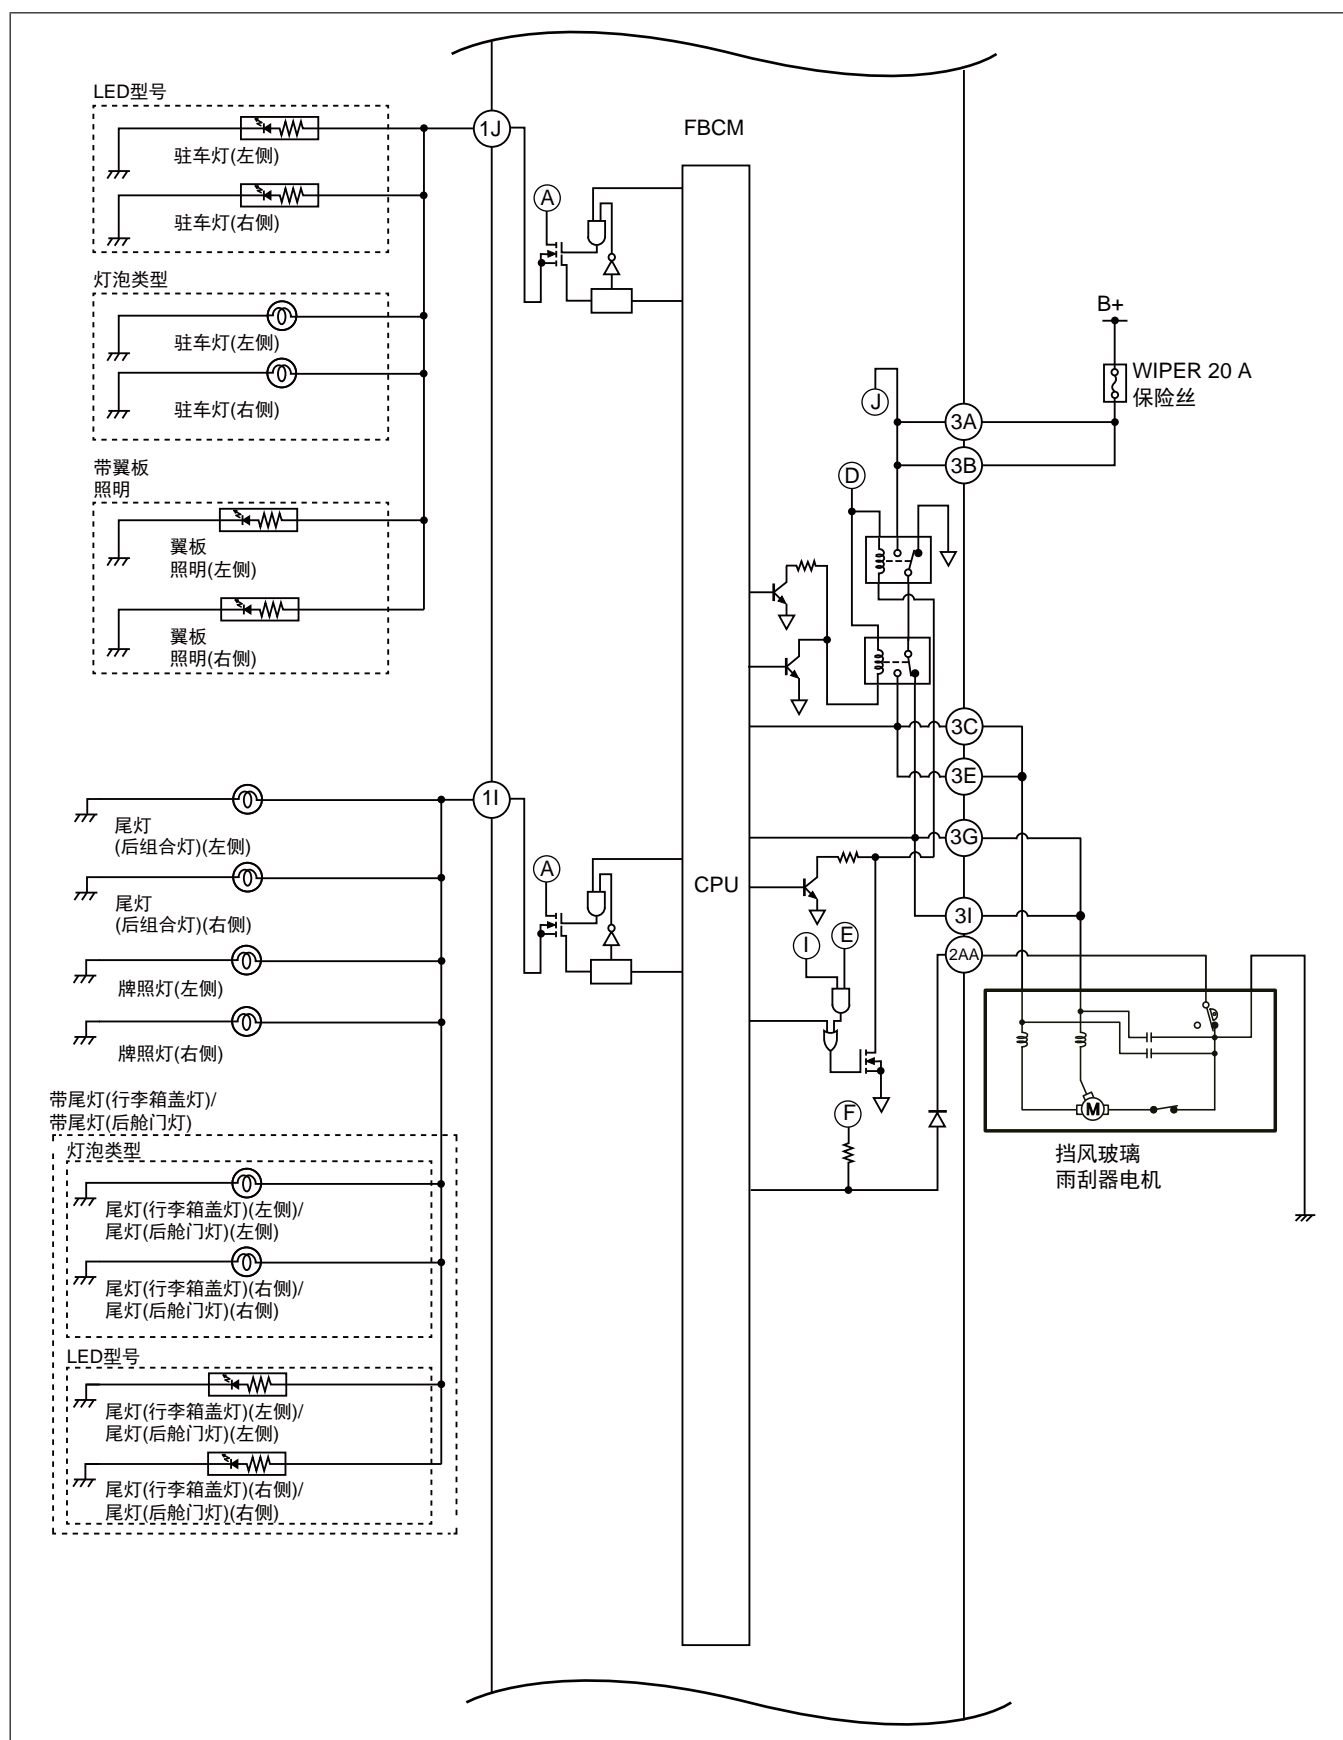 LED型号
驻车灯(左侧)
驻车灯(右侧)
灯泡类型
驻车灯(左侧)
驻车灯(右侧)
带翼板
照明
翼板
照明(左侧)
翼板
照明(右侧)
1J
A
FBCM
B+
WIPER 20 A
保险丝
J
3A
3B
D
3C
3E
3G
3I
2AA
1I
A
CPU
I
E
F
M
挡风玻璃
雨刮器电机
尾灯
(后组合灯)(左侧)
尾灯
(后组合灯)(右侧)
牌照灯(左侧)
牌照灯(右侧)
带尾灯(行李箱盖灯)/
带尾灯(后舱门灯)
灯泡类型
尾灯(行李箱盖灯)(左侧)/
尾灯(后舱门灯)(左侧)
尾灯(行李箱盖灯)(右侧)/
尾灯(后舱门灯)(右侧)
LED型号
尾灯(行李箱盖灯)(左侧)/
尾灯(后舱门灯)(左侧)
尾灯(行李箱盖灯)(右侧)/
尾灯(后舱门灯)(右侧)